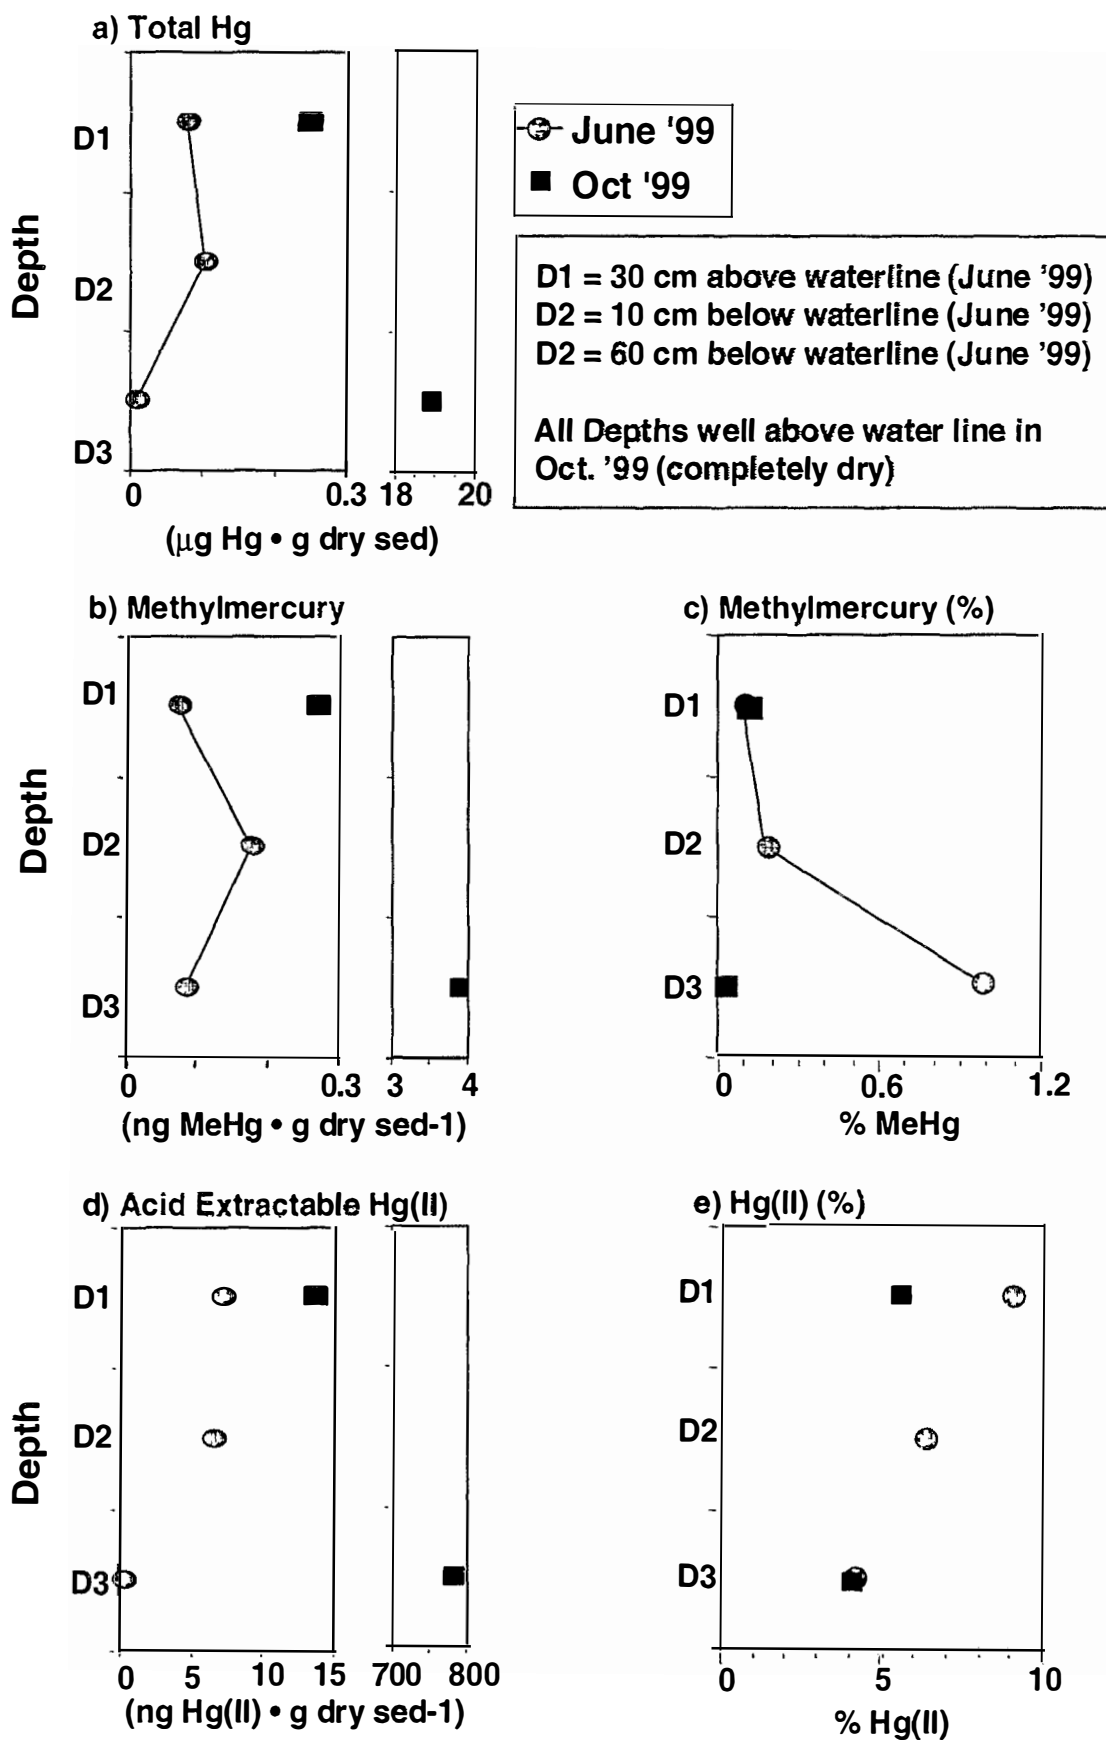 a) Total Hg
Depth
D1
D2
D3
0 0.3 18 20
(µg Hg • g dry sed)
June '99
Oct '99
D1 = 30 cm above waterline (June '99)
D2 = 10 cm below waterline (June '99)
D2 = 60 cm below waterline (June '99)
All Depths well above water line in
Oct. '99 (completely dry)
b) Methylmercury
Depth
D1
D2
D3
0 0.3 3 4
(ng MeHg • g dry sed-1)
c) Methylmercury (%)
D1
D2
D3
0 0.6 1.2
% MeHg
d) Acid Extractable Hg(II)
Depth
D1
D2
D3
0 5 10 15 700 800
(ng Hg(II) • g dry sed-1)
e) Hg(II) (%)
D1
D2
D3
0 5 10
% Hg(II)